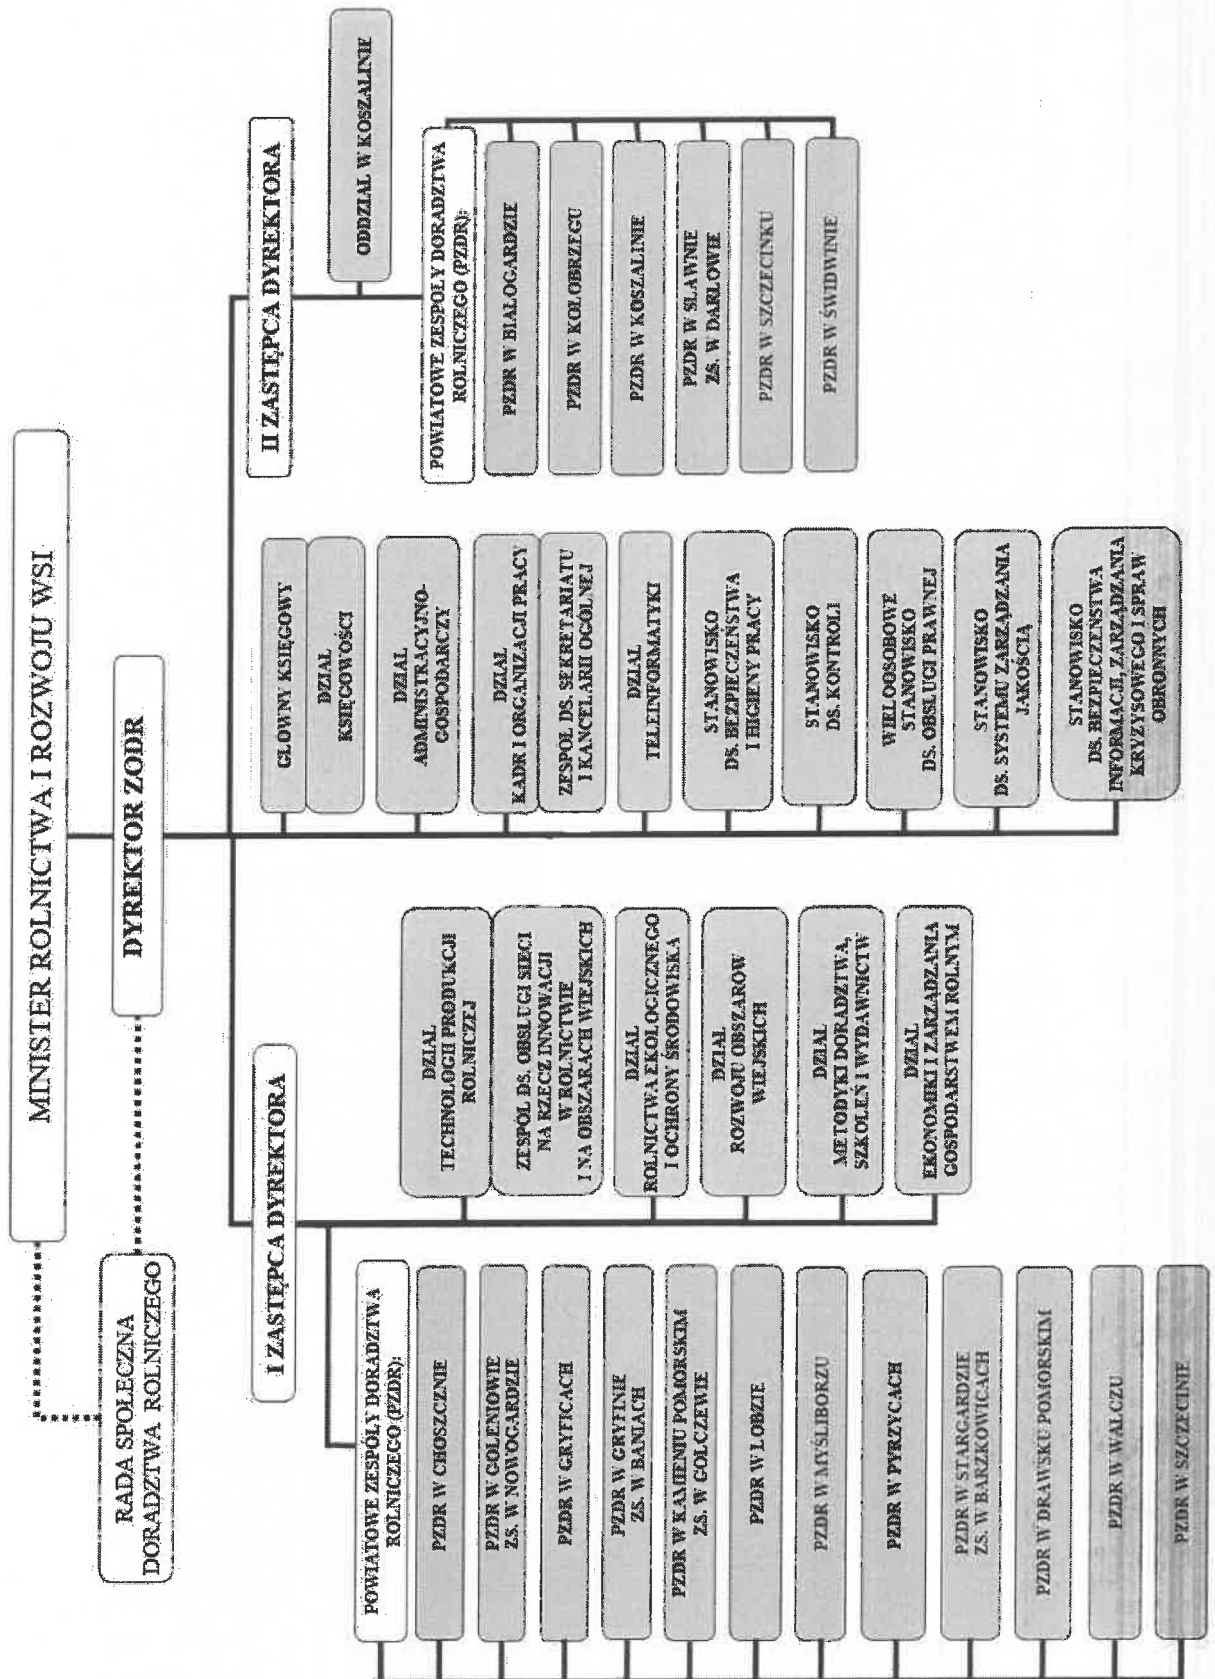 MINISTER ROLNICTWA I ROZWOJU WSI
RADA SPOŁECZNA
DORADZTWA ROLNICZEGO
DYREKTOR ZODR
I ZASTĘPCA DYREKTORA
II ZASTĘPCA DYREKTORA
POWIATOWE ZESPOŁY DORADZTWA
ROLNICZEGO (PZDR):
PZDR W CHOSZCZNIE
PZDR W GOLENIOWIE
ZS. W NOWOGARDZIE
PZDR W GRYFICACH
PZDR W GRYFINIE
ZS. W BANIACH
PZDR W KAMIENIU POMORSKIM
ZS. W GOLCZEWIE
PZDR W ŁOBZIE
PZDR W MYŚLIBORZU
PZDR W PYRZYCACH
PZDR W STARGARDZIE
ZS. W BARZKOWICACH
PZDR W DRAWSKU POMORSKIM
PZDR W WAŁCZU
PZDR W SZCZECINIE
DZIAŁ
TECHNOLOGII PRODUKCJI
ROLNICZEJ
ZESPÓŁ DS. OBSŁUGI SIECI
NA RZECZ INNOWACJI
W ROLNICTWIE
I NA OBSZARACH WIEJSKICH
DZIAŁ
ROLNICTWA EKOLOGICZNEGO
I OCHRONY ŚRODOWISKA
DZIAŁ
ROZWOJU OBSZARÓW
WIEJSKICH
DZIAŁ
METODYKI DORADZTWA,
SZKOLEŃ I WYDAWNICTW
DZIAŁ
EKONOMIKI I ZARZĄDZANIA
GOSPODARSTWEM ROLNYM
GŁÓWNY KSIĘGOWY
DZIAŁ
KSIĘGOWOŚCI
DZIAŁ
ADMINISTRACYJNO-
GOSPODARCZY
DZIAŁ
KADR I ORGANIZACJI PRACY
ZESPÓŁ DS. SEKRETARIATU
I KANCELARII OGÓLNEJ
DZIAŁ
TELEINFORMATYKI
STANOWISKO
DS. BEZPIECZEŃSTWA
I HIGIENY PRACY
STANOWISKO
DS. KONTROLI
WIELOOSOBOWE
STANOWISKO
DS. OBSŁUGI PRAWNEJ
STANOWISKO
DS. SYSTEMU ZARZĄDZANIA
JAKOŚCIĄ
STANOWISKO
DS. BEZPIECZEŃSTWA
INFORMACJI, ZARZĄDZANIA
KRYZYSOWEGO I SPRAW
OBRONNYCH
ODDZIAŁ W KOSZALINIE
POWIATOWE ZESPOŁY DORADZTWA
ROLNICZEGO (PZDR):
PZDR W BIAŁOGARDZIE
PZDR W KOŁOBRZEGU
PZDR W KOSZALINIE
PZDR W SŁAWNIE
ZS. W DARŁOWIE
PZDR W SZCZECINKU
PZDR W ŚWIDWINIE